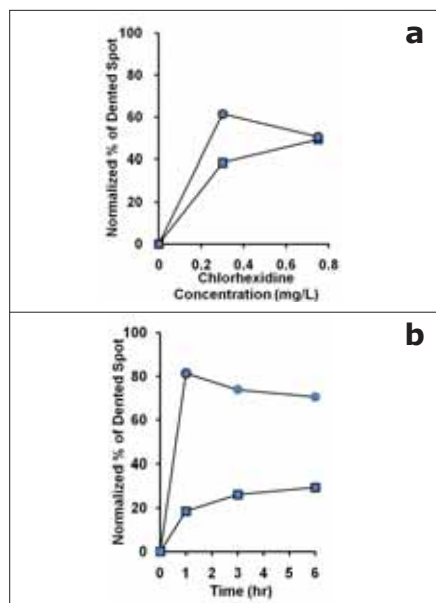 a
Normalized % of Dented Spot
100
80
60
40
20
0
0 0.2 0.4 0.6 0.8
Chlorhexidine
Concentration (mg/L)
b
Normalized % of Dented Spot
100
80
60
40
20
0
0 1 2 3 4 5 6
Time (hr)